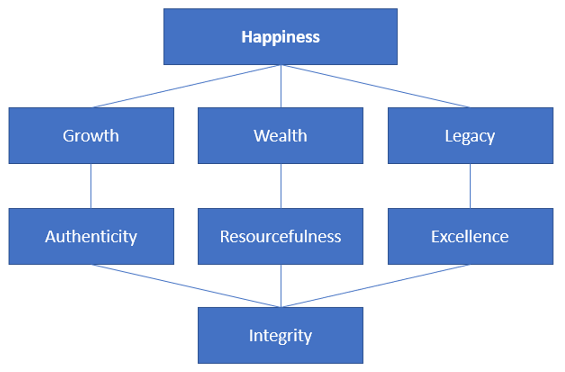 Happiness
Growth
Wealth
Legacy
Authenticity
Resourcefulness
Excellence
Integrity